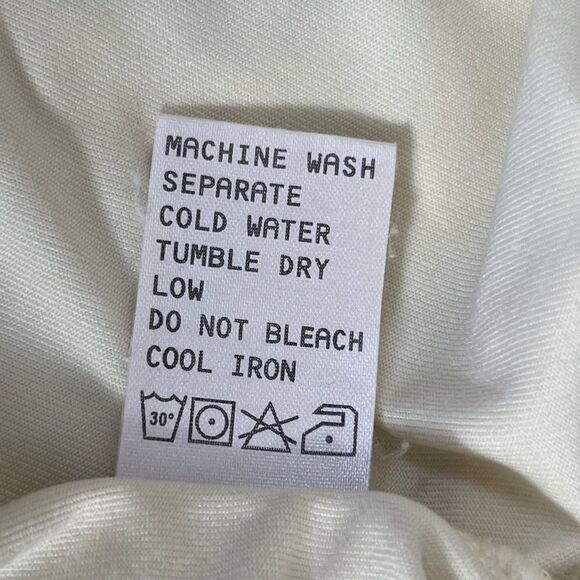 MACHINE WASH
SEPARATE
COLD WATER
TUMBLE DRY
LOW
DO NOT BLEACH
COOL IRON
30°